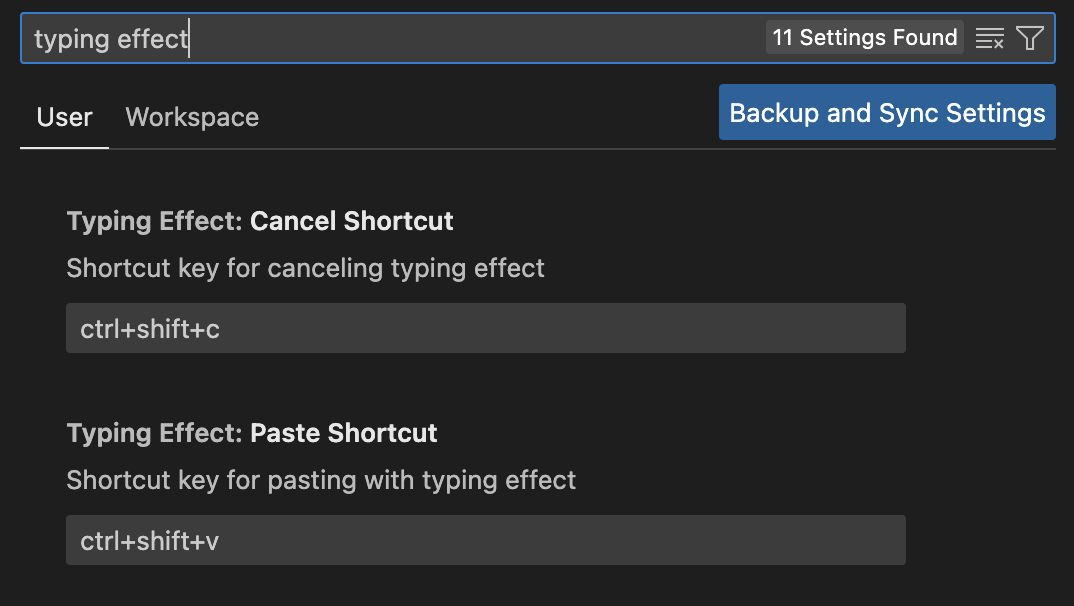 typing effect
11 Settings Found
User
Workspace
Backup and Sync Settings
Typing Effect: Cancel Shortcut
Shortcut key for canceling typing effect
ctrl+shift+c
Typing Effect: Paste Shortcut
Shortcut key for pasting with typing effect
ctrl+shift+v